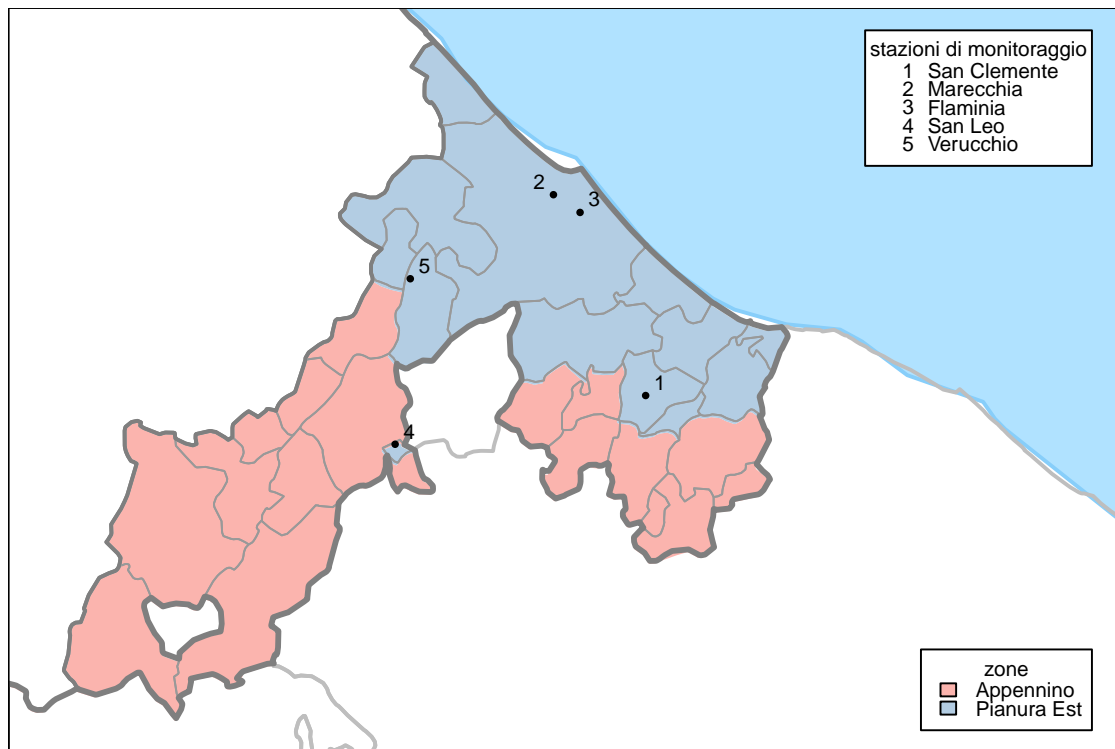 stazioni di monitoraggio
1 San Clemente
2 Marecchia
3 Flaminia
4 San Leo
5 Verucchio
2
3
5
1
4
zone
Appennino
Pianura Est